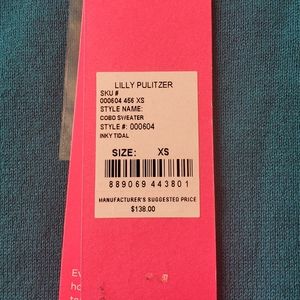 LILLY PULITZER
SKU #
000604 456 XS
STYLE NAME:
COBO SWEATER
STYLE #: 000604
INKY TIDAL
SIZE: XS
889069 443801
MANUFACTURER'S SUGGESTED PRICE
$138.00